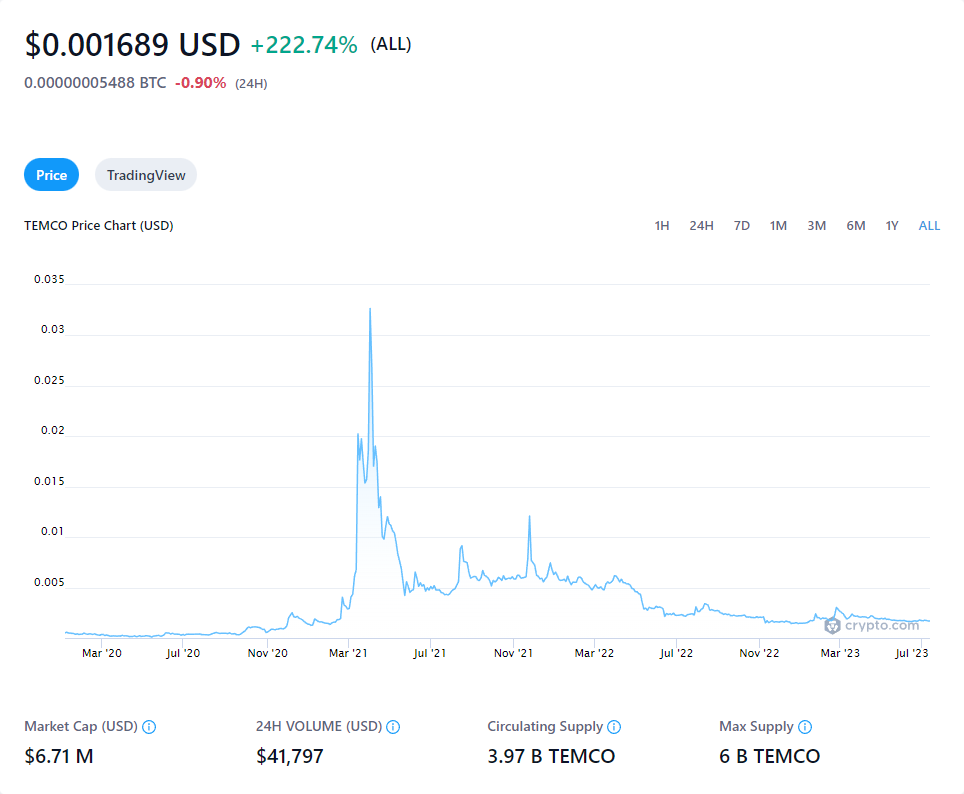 $0.001689 USD +222.74% (ALL)
0.00000005488 BTC -0.90% (24H)
Price TradingView
TEMCO Price Chart (USD) 1H 24H 7D 1M 3M 6M 1Y ALL
0.035
0.03
0.025
0.02
0.015
0.01
0.005
crypto.com
Mar '20 Jul '20 Nov '20 Mar '21 Jul '21 Nov '21 Mar '22 Jul '22 Nov '22 Mar '23 Jul '23
Market Cap (USD) 24H VOLUME (USD) Circulating Supply Max Supply
$6.71 M $41,797 3.97 B TEMCO 6 B TEMCO